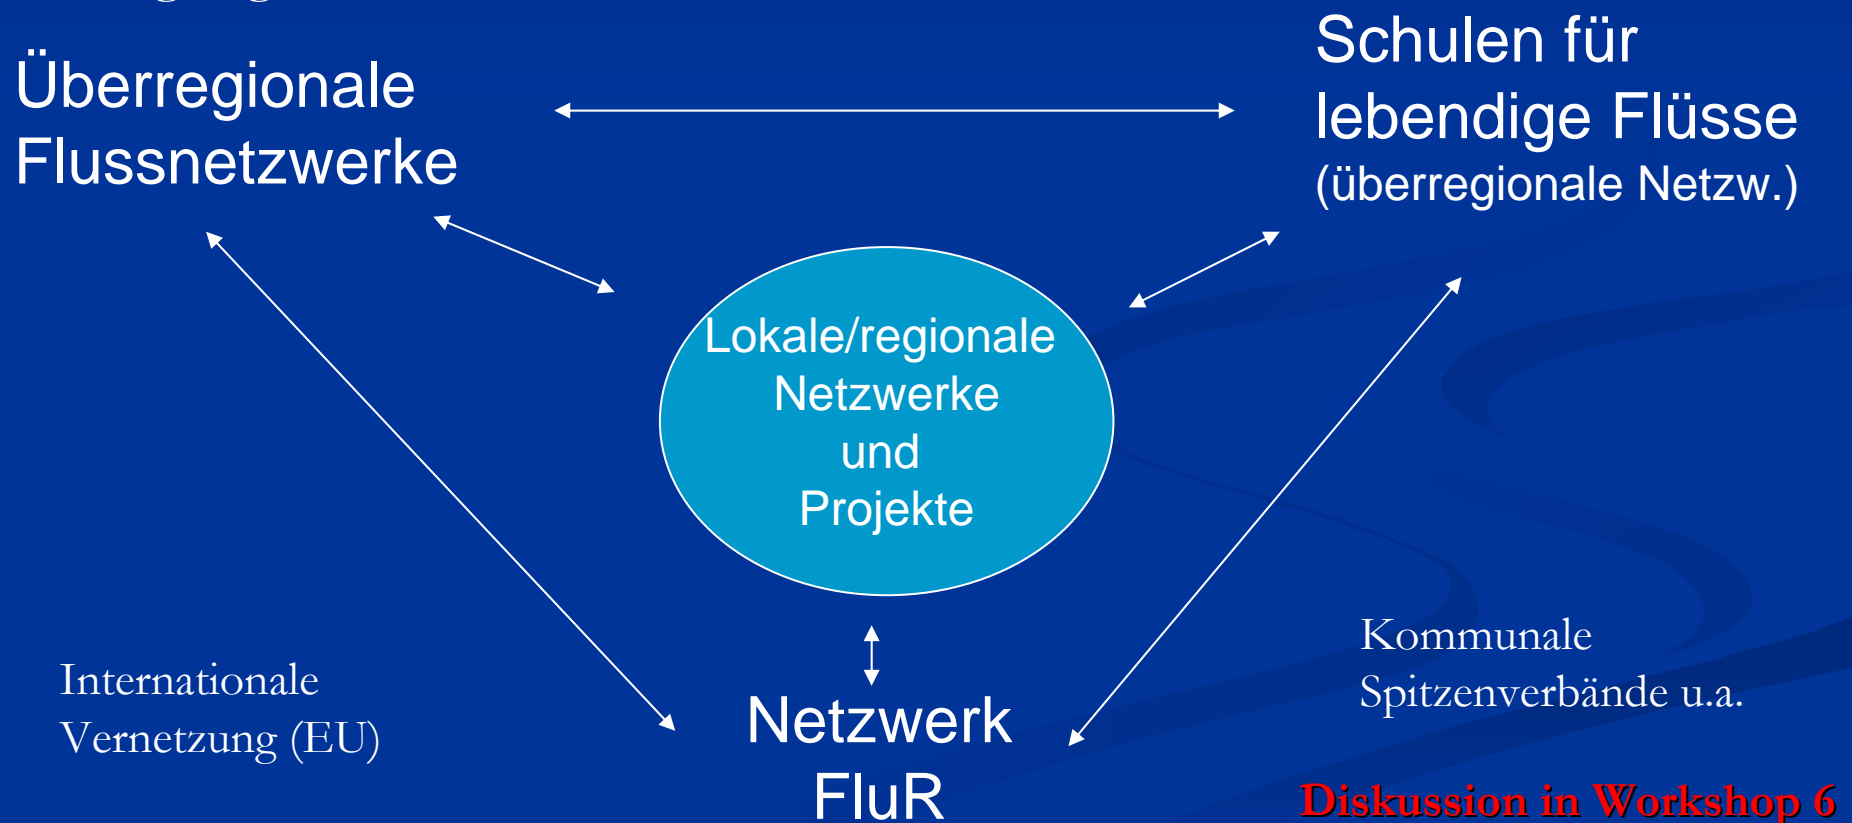 Überregionale
Flussnetzwerke
Schulen für
lebendige Flüsse
(überregionale Netzw.)
Lokale/regionale
Netzwerke
und
Projekte
Internationale
Vernetzung (EU)
Netzwerk
FluR
Kommunale
Spitzenverbände u.a.
Diskussion in Workshop 6